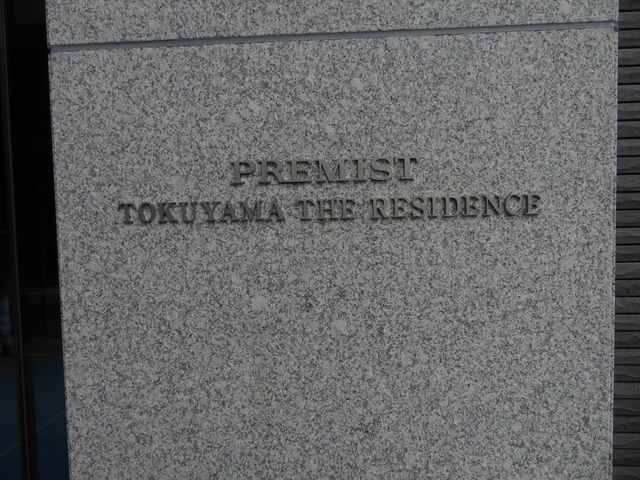 PREMIST
TOKUYAMA THE RESIDENCE